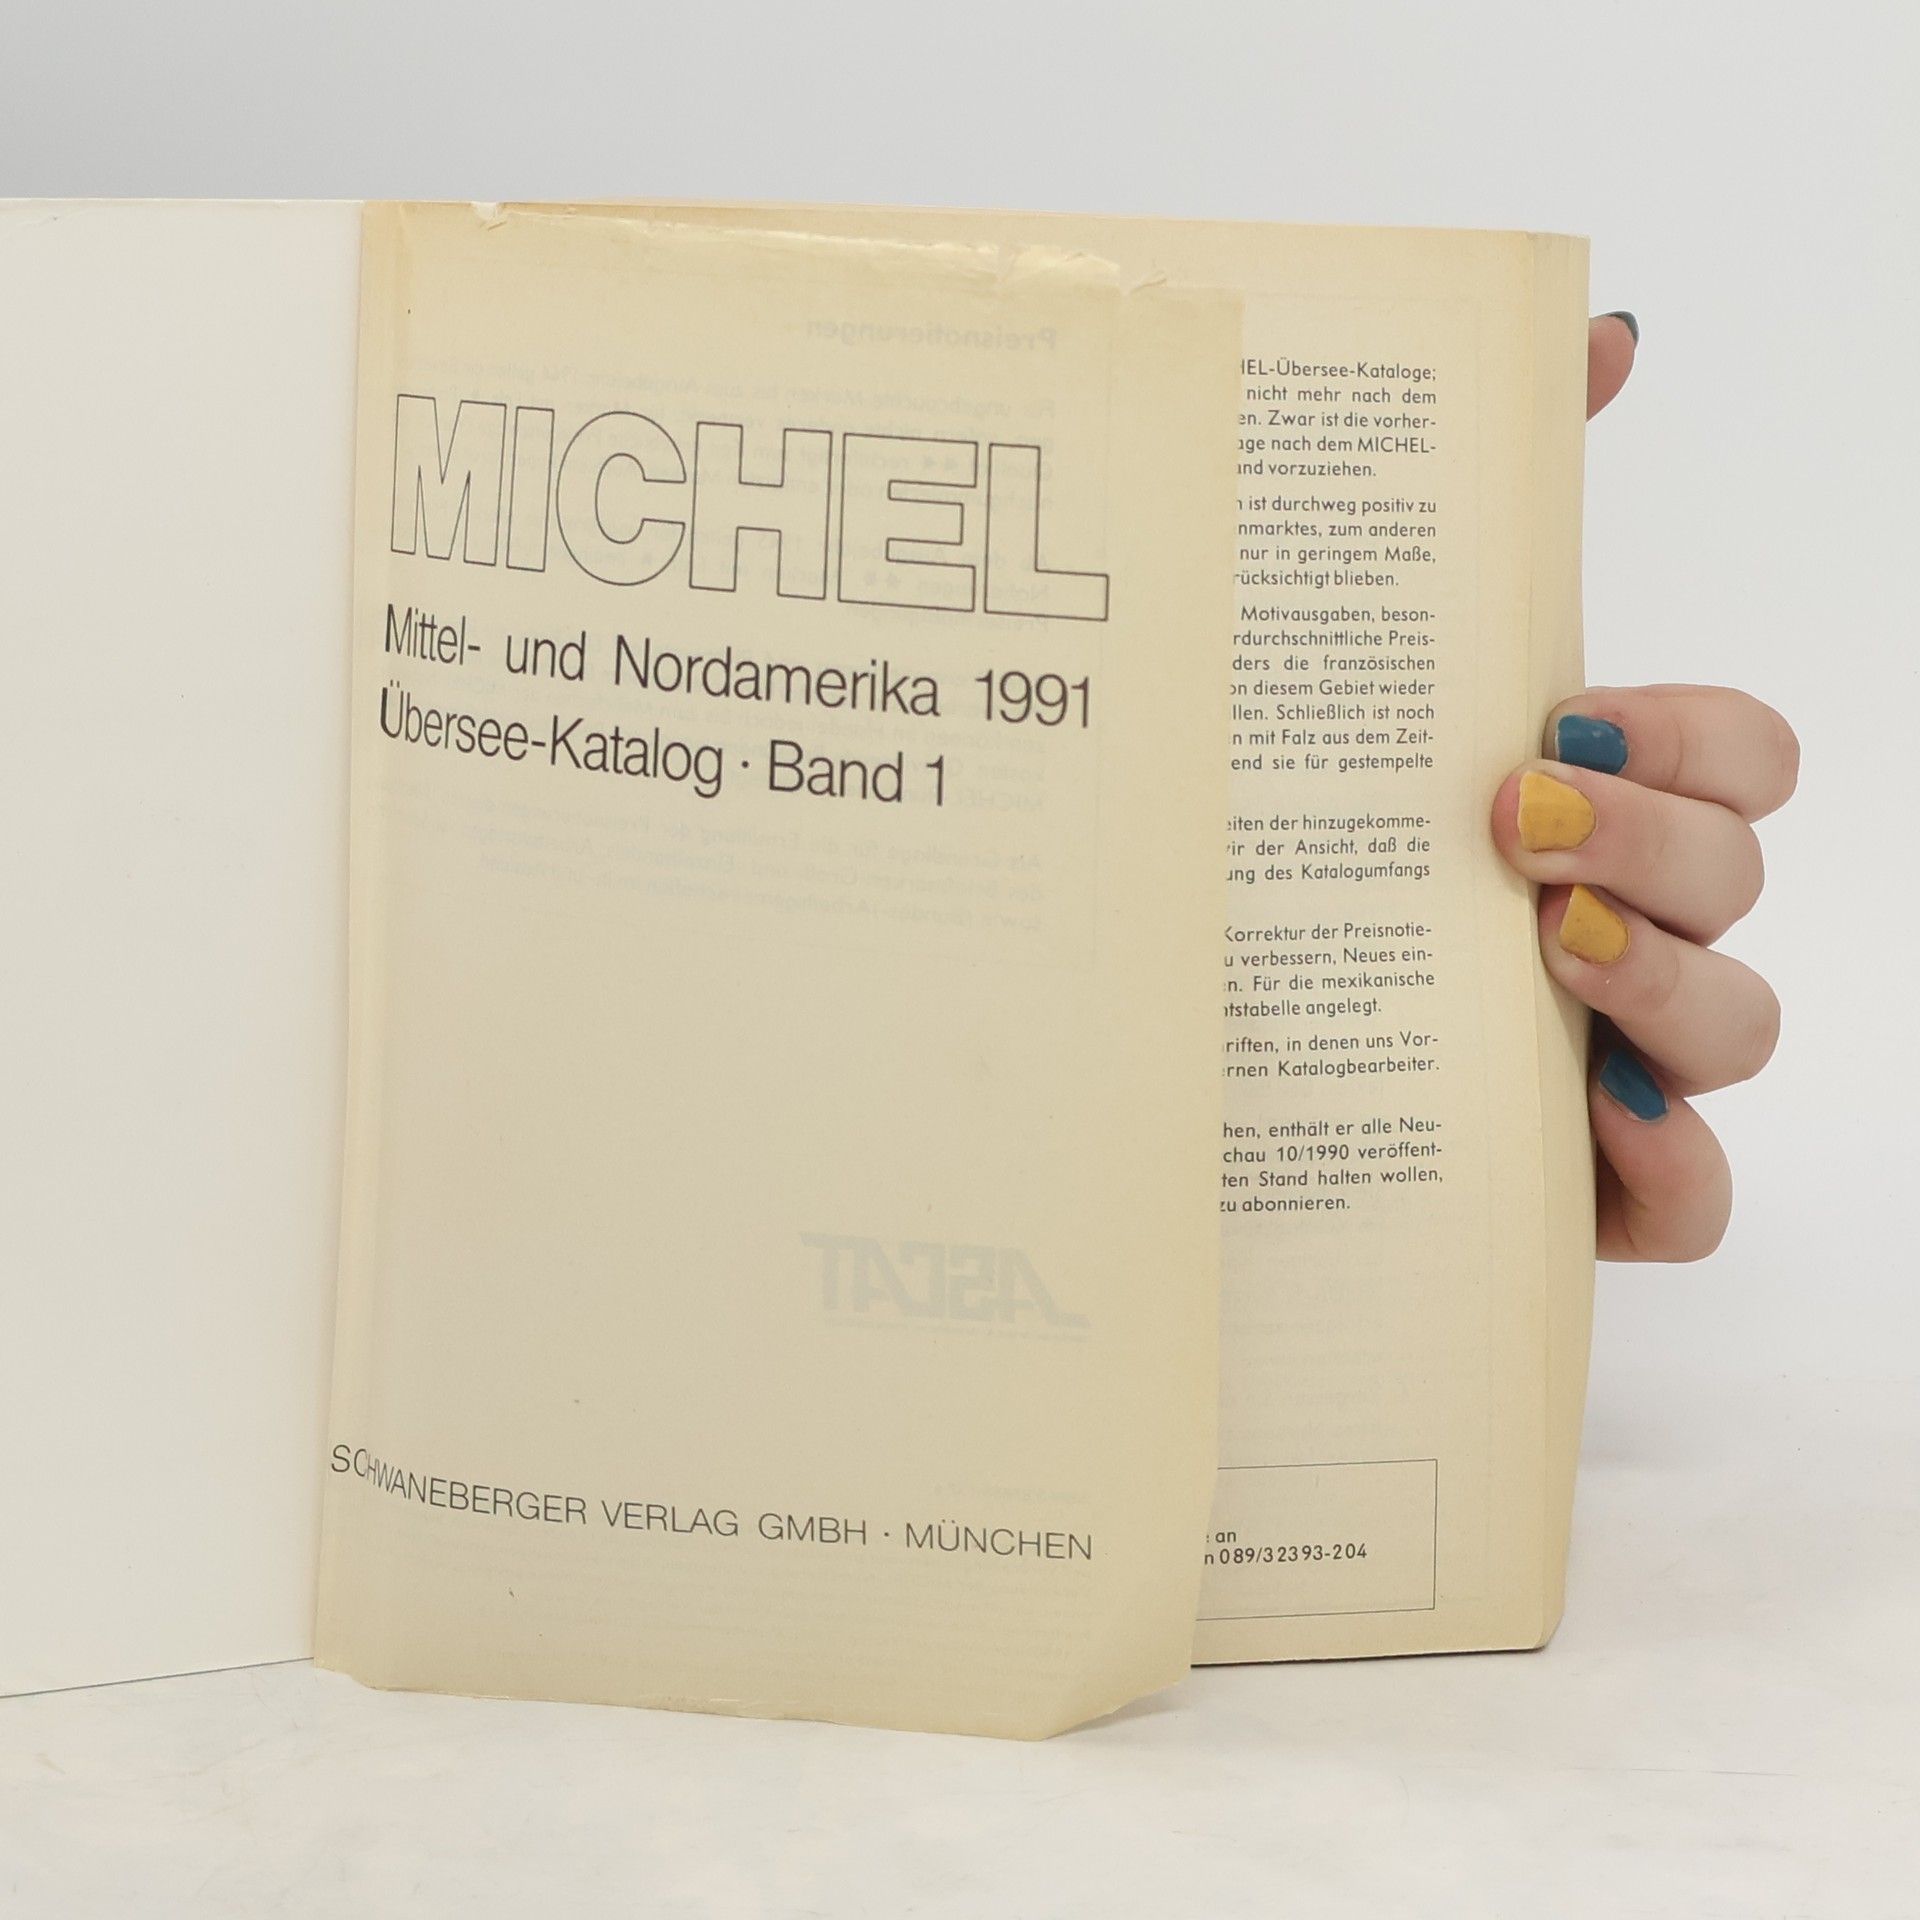 MICHEL
Mittel- und Nordamerika 1991
Übersee-Katalog · Band 1
SCHWANEBERGER VERLAG GMBH · MÜNCHEN
Preisnotierungen
ASCAT
HEL-Übersee-Kataloge;
nicht mehr nach dem
en. Zwar ist die vorher-
age nach dem MICHEL-
und vorzuziehen.
ist durchweg positiv zu
nmarktes, zum anderen
nur in geringem Maße,
rücksichtigt blieben.
Motivausgaben, beson-
rdurchschnittliche Preis-
ders die französischen
on diesem Gebiet wieder
llen. Schließlich ist noch
n mit Falz aus dem Zeit-
end sie für gestempelte
eiten der hinzugekomme-
ir der Ansicht, daß die
ung des Katalogumfangs
Korrektur der Preisnotie-
u verbessern, Neues ein-
n. Für die mexikanische
tstabelle angelegt.
riften, in denen uns Vor-
rnen Katalogbearbeiter.
hen, enthält er alle Neu-
chau 10/1990 veröffent-
ten Stand halten wollen,
zu abonnieren.
an
n 089/32393-204